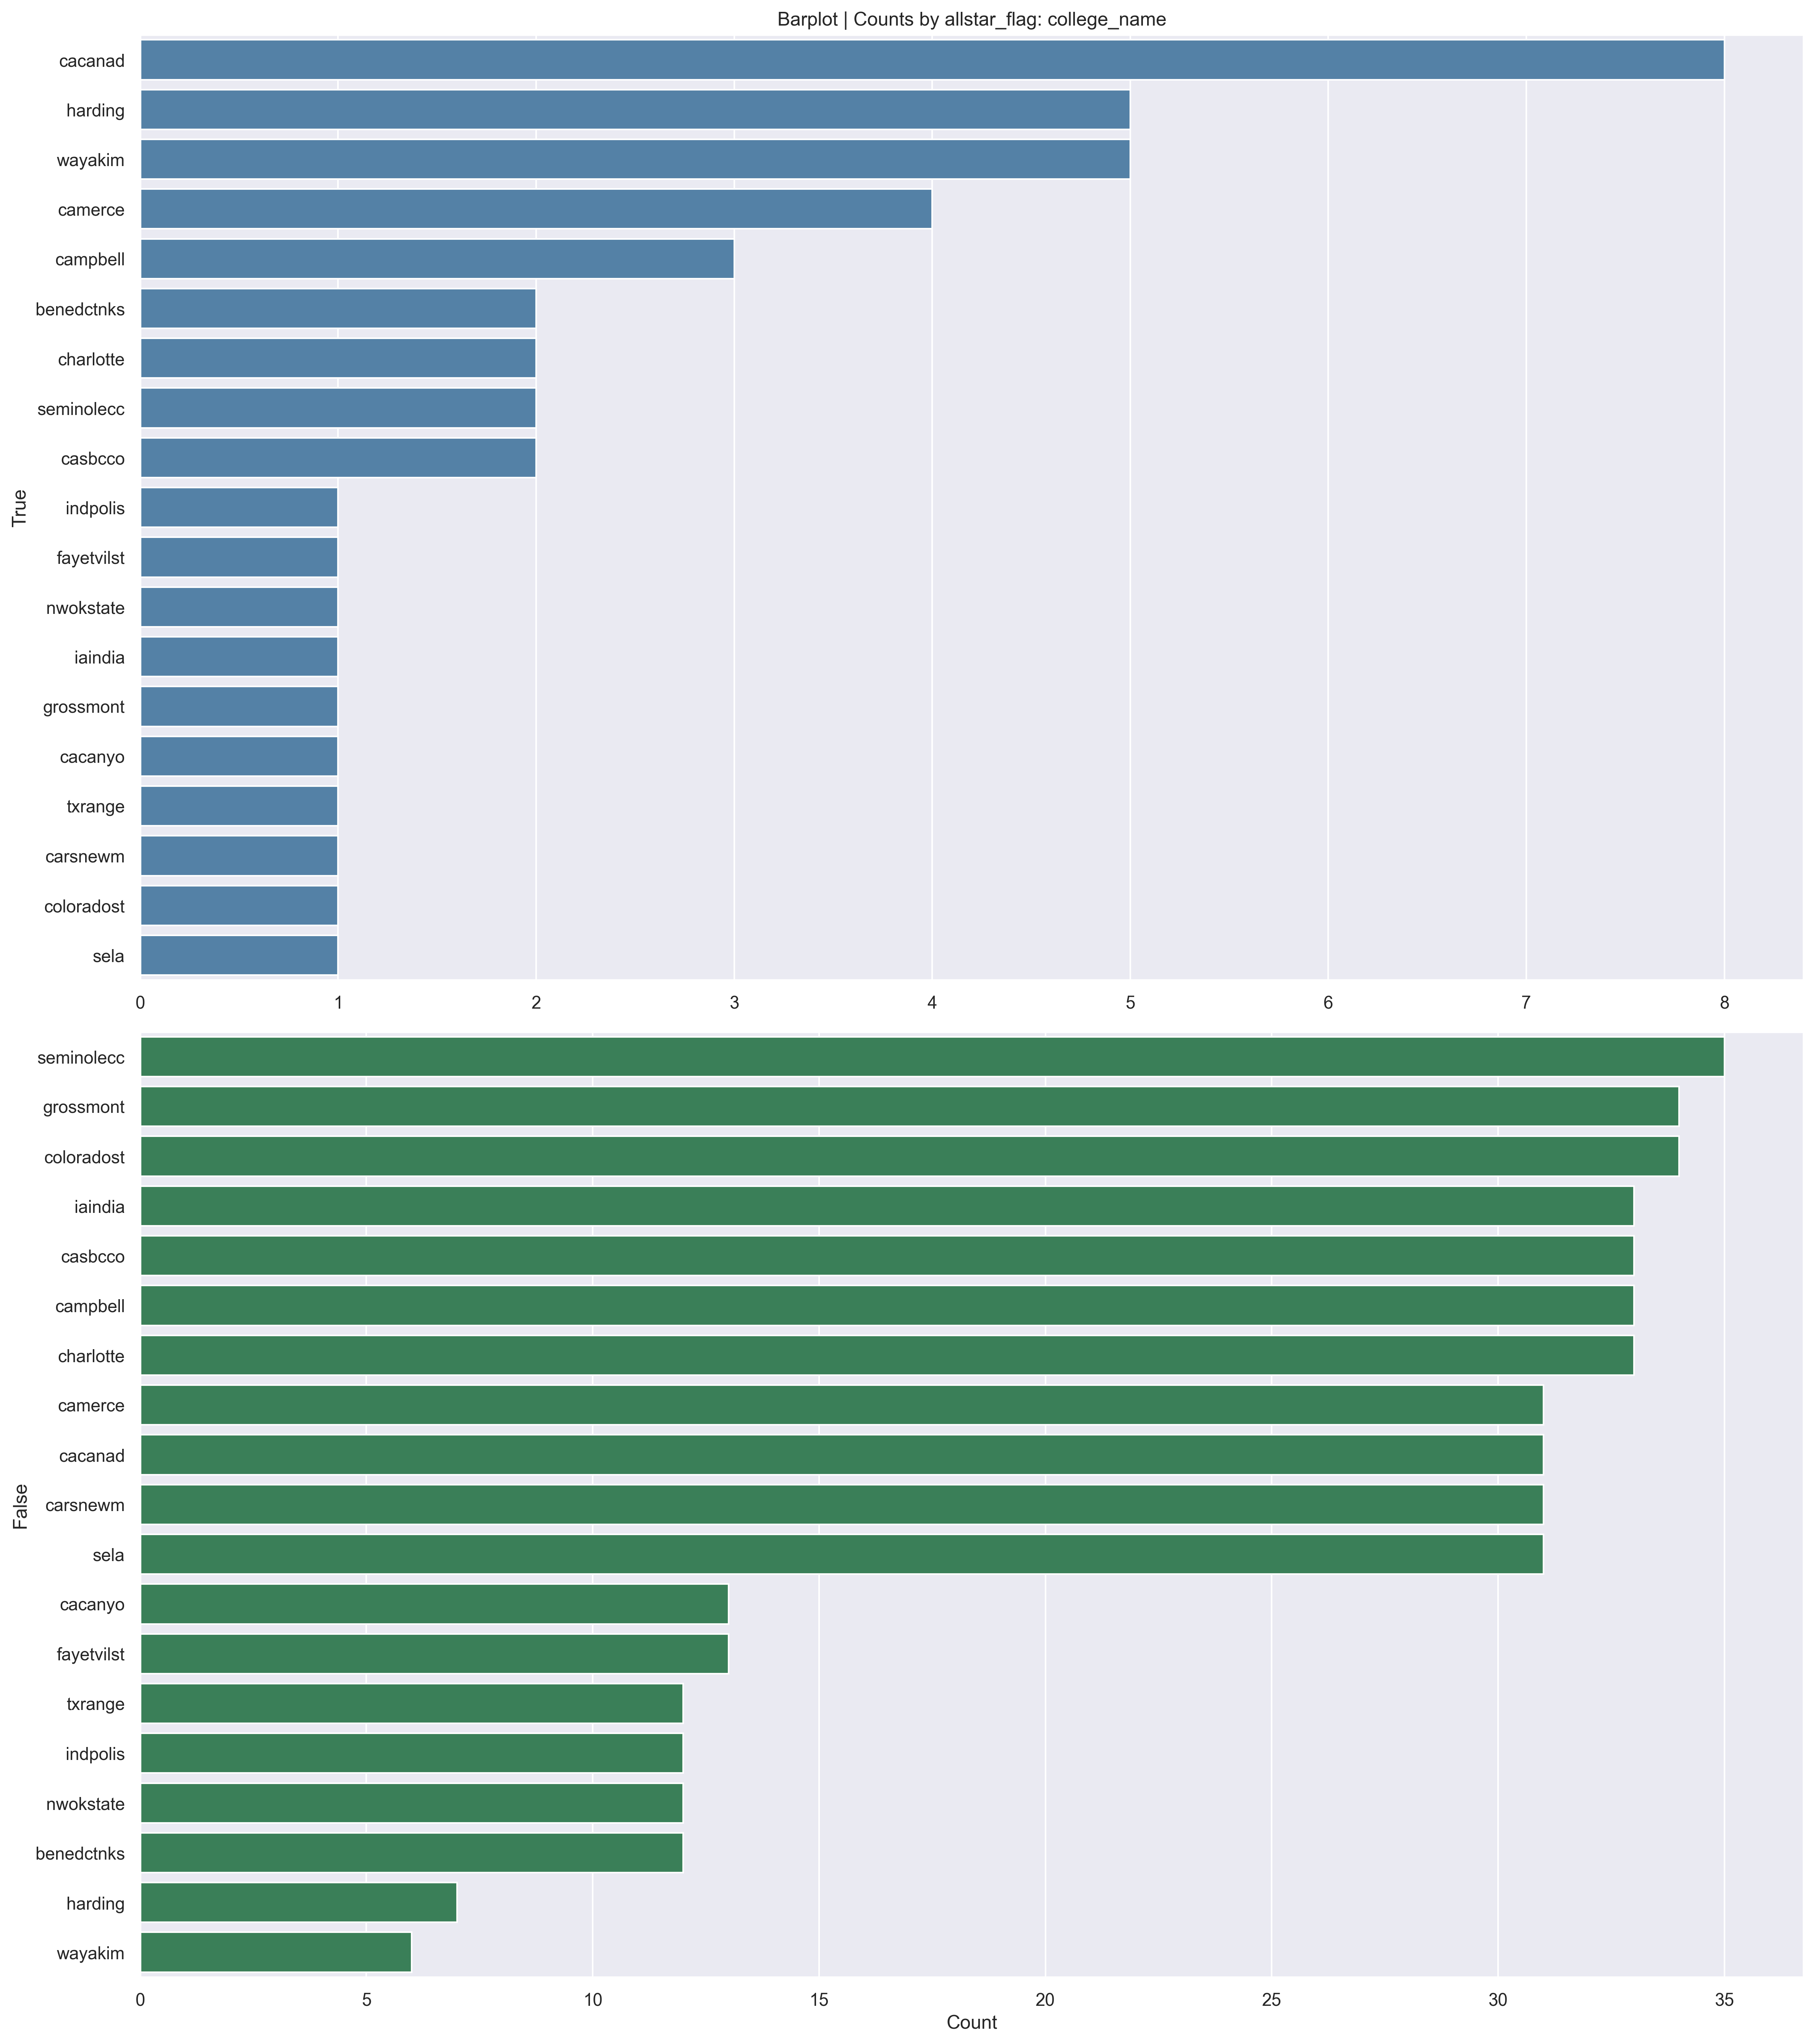 Barplot | Counts by allstar_flag: college_name
cacanad
harding
wayakim
camerce
campbell
benedctnks
charlotte
seminolecc
casbcco
indpolis
fayetvilst
nwokstate
iaindia
grossmont
cacanyo
txrange
carsnewm
coloradost
sela
True
0 1 2 3 4 5 6 7 8
seminolecc
grossmont
coloradost
iaindia
casbcco
campbell
charlotte
camerce
cacanad
carsnewm
sela
cacanyo
fayetvilst
txrange
indpolis
nwokstate
benedctnks
harding
wayakim
False
0 5 10 15 20 25 30 35
Count